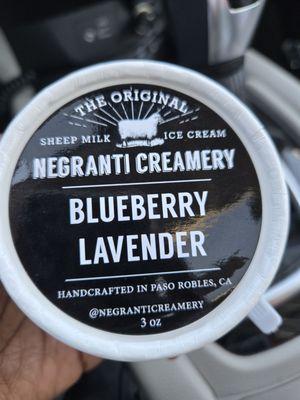 THE ORIGINAL
SHEEP MILK ICE CREAM
NEGRANTI CREAMERY
BLUEBERRY
LAVENDER
HANDCRAFTED IN PASO ROBLES, CA
@NEGRANTICREAMERY
3 oz